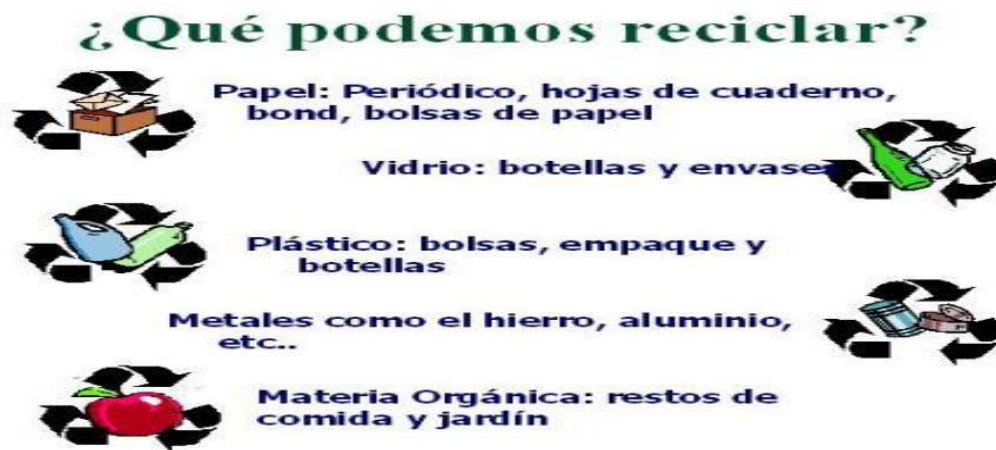 ¿Qué podemos reciclar?
Papel: Periódico, hojas de cuaderno,
bond, bolsas de papel
Vidrio: botellas y envases
Plástico: bolsas, empaque y
botellas
Metales como el hierro, aluminio,
etc..
Materia Orgánica: restos de
comida y jardín